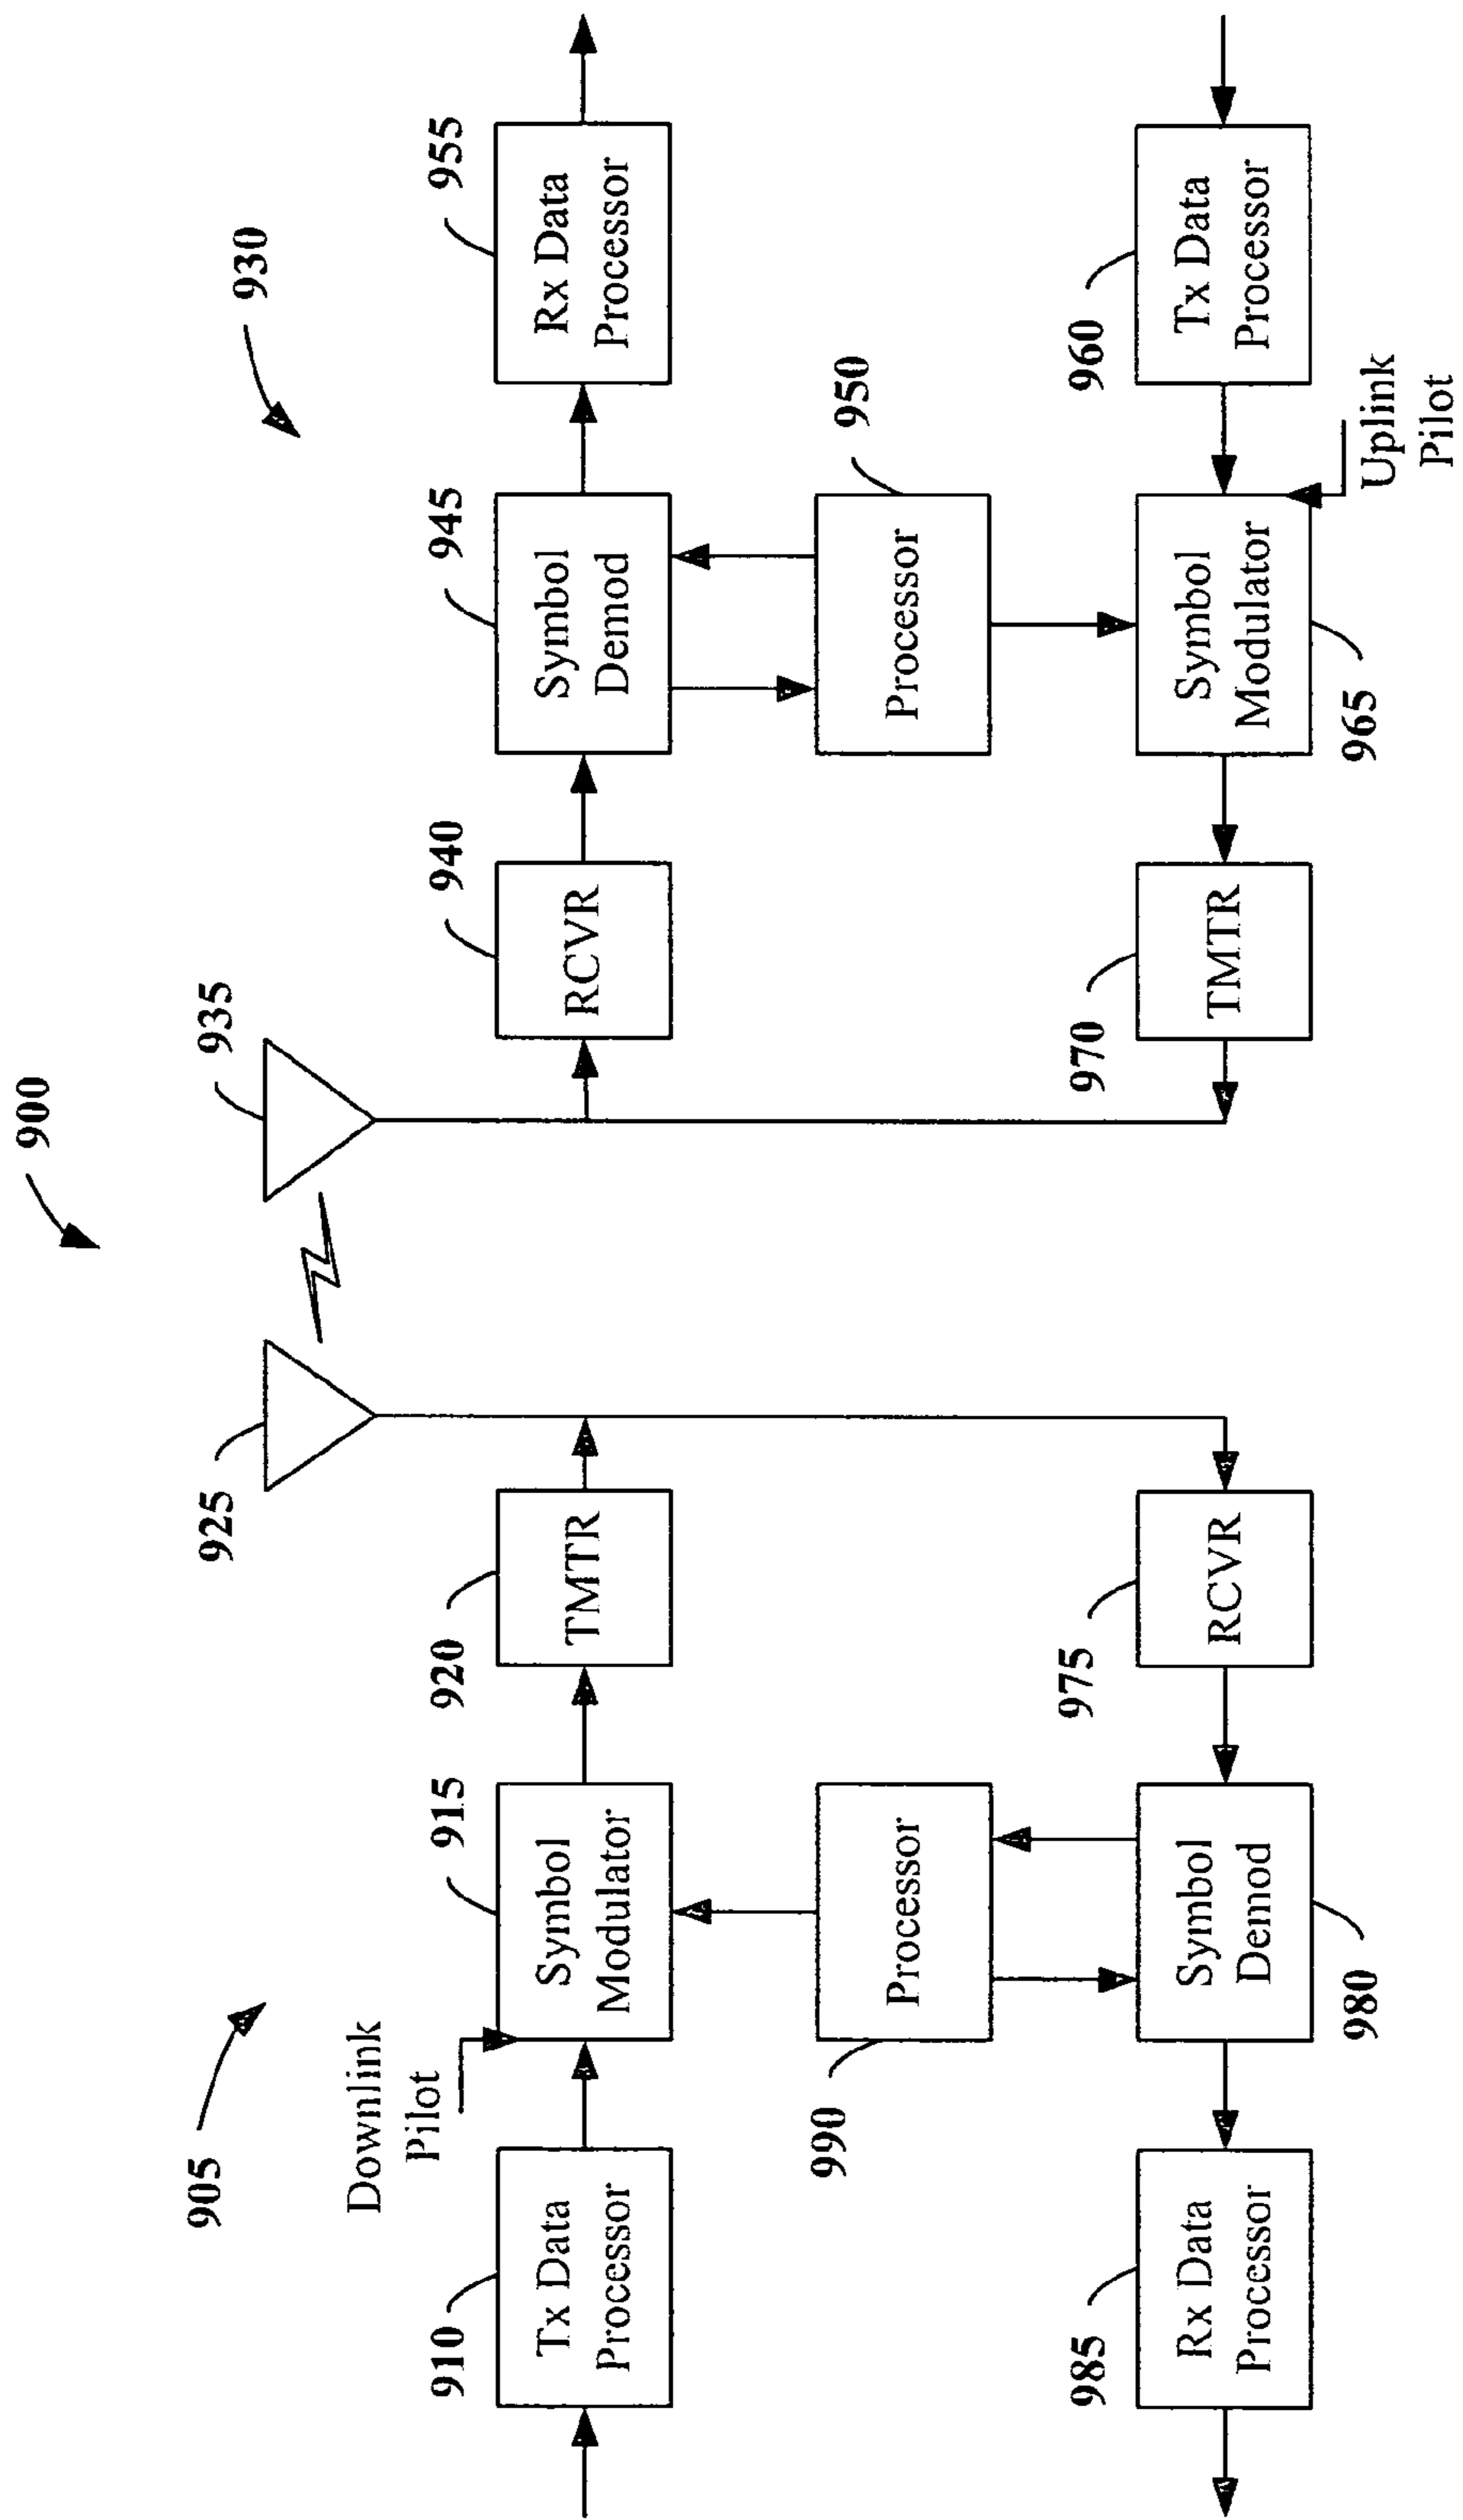 900
905
930
925
935
Downlink
Pilot
910
Tx Data
Processor
915
Symbol
Modulator
920
TMTR
940
RCVR
945
Symbol
Demod
955
Rx Data
Processor
990
Processor
950
Processor
985
Rx Data
Processor
Symbol
Demod
980
975
RCVR
970
TMTR
Symbol
Modulator
965
960
Tx Data
Processor
Uplink
Pilot